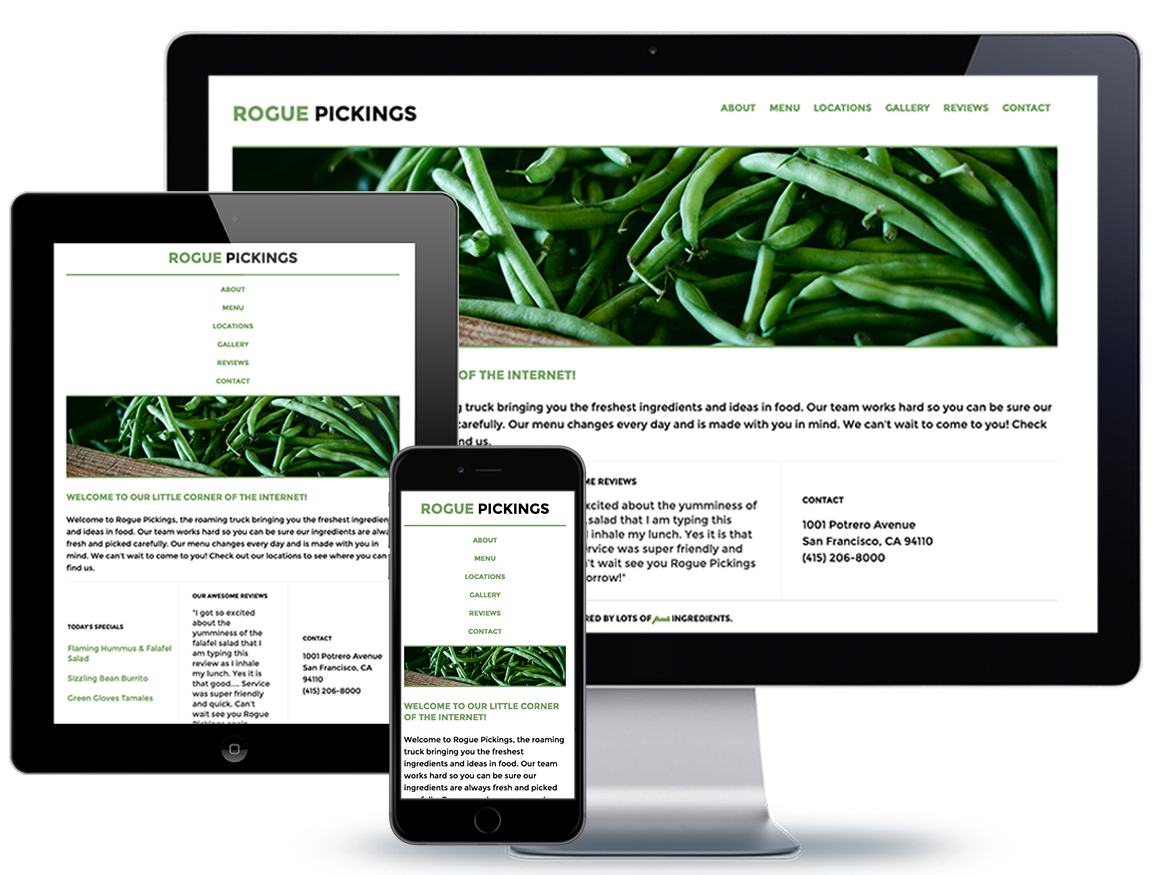 ROGUE PICKINGS
ABOUT MENU LOCATIONS GALLERY REVIEWS CONTACT
OF THE INTERNET!
truck bringing you the freshest ingredients and ideas in food. Our team works hard so you can be sure our
carefully. Our menu changes every day and is made with you in mind. We can't wait to come to you! Check
us.
REVIEWS
excited about the yumminess of
salad that I am typing this
I inhale my lunch. Yes it is that
service was super friendly and
wait see you Rogue Pickings
CONTACT
1001 Potrero Avenue
San Francisco, CA 94110
(415) 206-8000
BY LOTS OF fresh INGREDIENTS.
ROGUE PICKINGS
ABOUT
MENU
LOCATIONS
GALLERY
REVIEWS
CONTACT
WELCOME TO OUR LITTLE CORNER OF THE INTERNET!
Welcome to Rogue Pickings, the roaming truck bringing you the freshest ingredien
and ideas in food. Our team works hard so you can be sure our ingredients are alwa
fresh and picked carefully. Our menu changes every day and is made with you in
mind. We can't wait to come to you! Check out our locations to see where you can
find us.
TODAY'S SPECIALS
Flaming Hummus & Falafel
Salad
Sizzling Bean Burrito
Green Gloves Tamales
OUR AWESOME REVIEWS
"I got so excited
about the
yumminess of the
falafel salad that I
am typing this
review as I inhale
my lunch. Yes it is
that good.... Service
was super friendly
and quick. Can't
wait see you Rogue
Pickings again
CONTACT
1001 Potrero Avenue
San Francisco, CA
94110
(415) 206-8000
ROGUE PICKINGS
ABOUT
MENU
LOCATIONS
GALLERY
REVIEWS
CONTACT
WELCOME TO OUR LITTLE CORNER
OF THE INTERNET!
Welcome to Rogue Pickings, the roaming
truck bringing you the freshest
ingredients and ideas in food. Our team
works hard so you can be sure our
ingredients are always fresh and picked